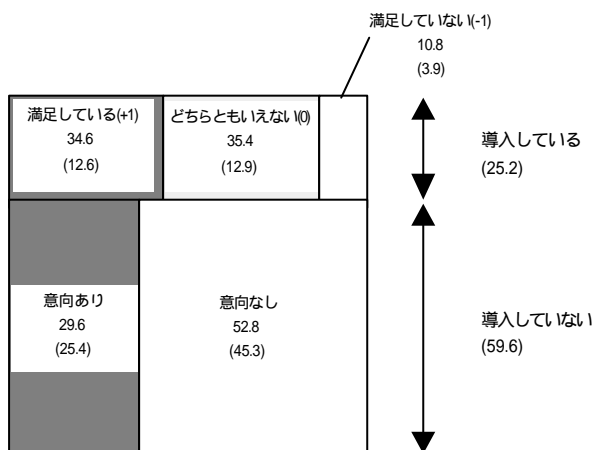 満足していない(-1)
10.8
(3.9)
満足している(+1)
34.6
(12.6)
どちらともいえない(0)
35.4
(12.9)
導入している
(25.2)
意向あり
29.6
(25.4)
意向なし
52.8
(45.3)
導入していない
(59.6)